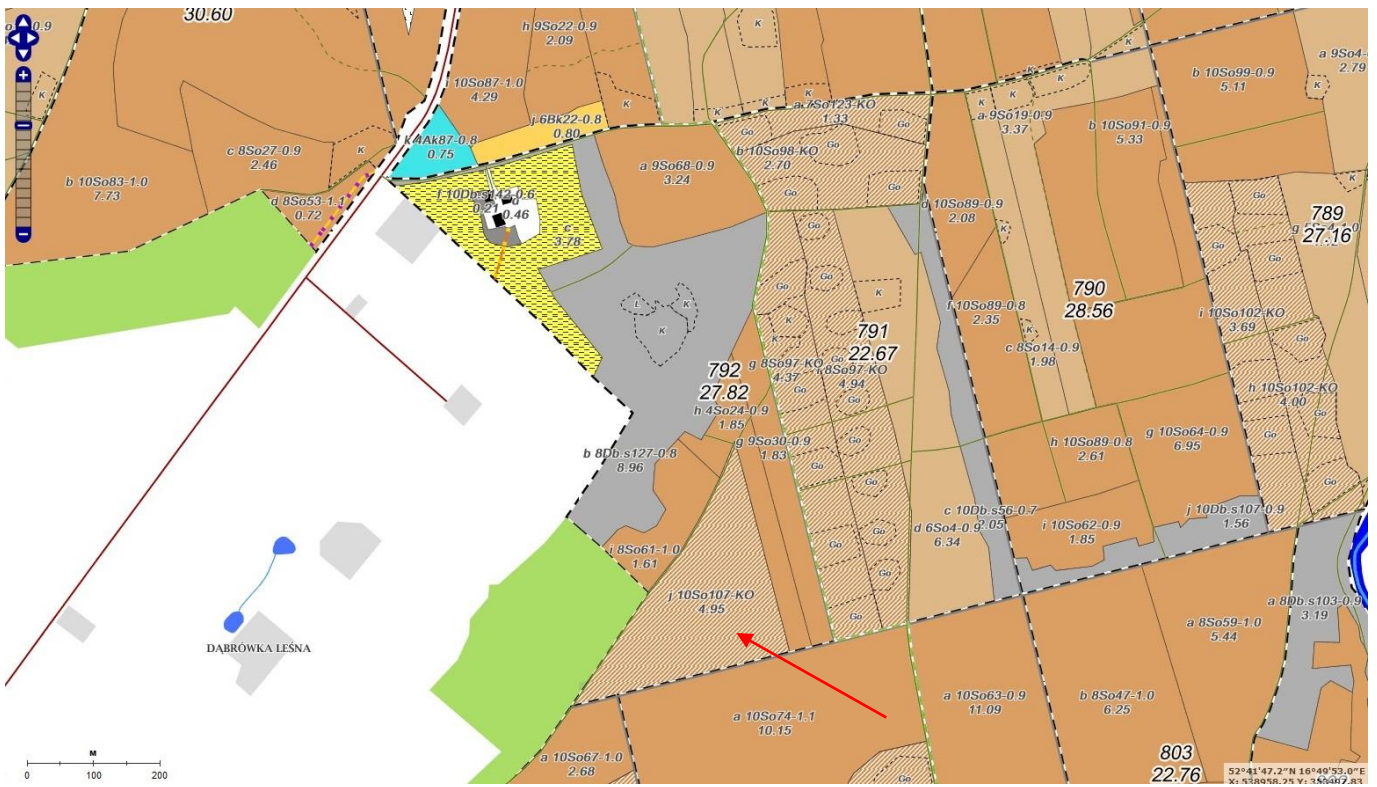 30.60
h 9So22-0.9
2.09
a 9So4-
2.79
b 10So99-0.9
5.11
10So87-1.0
4.29
j 6Bk22-0.8
0.80
k 4Ak87-0.8
0.75
a 7So123-KO
1.33
a 9So19-0.9
3.37
b 10So91-0.9
5.33
c 8So27-0.9
2.46
b 10So83-1.0
7.73
d 8So53-1.1
0.72
a 9So68-0.9
3.24
b 10So98-KO
2.70
f 10Db.s142-0.6
0.21
d
0.46
c
3.78
d 10So89-0.9
2.08
789
27.16
790
28.56
f 10So89-0.8
2.35
i 10So102-KO
3.69
c 8So14-0.9
1.98
791
22.67
792
27.82
g 8So97-KO
4.37
8So97-KO
4.94
h 10So102-KO
4.00
h 4So24-0.9
1.85
g 9So30-0.9
1.83
b 8Db.s127-0.8
8.96
h 10So89-0.8
2.61
g 10So64-0.9
6.95
c 10Db.s56-0.7
2.05
d 6So4-0.9
6.34
i 10So62-0.9
1.85
j 10Db.s107-0.9
1.56
i 8So61-1.0
1.61
j 10So107-KO
4.95
a 8Db.s103-0.9
3.19
a 8So59-1.0
5.44
DĄBRÓWKA LEŚNA
a 10So63-0.9
11.09
b 8So47-1.0
6.25
a 10So74-1.1
10.15
a 10So67-1.0
2.68
803
22.76
K
L
Go
M
0 100 200
52°41'47.2"N 16°49'53.0"E
X: 538958.25 Y: 353497.83